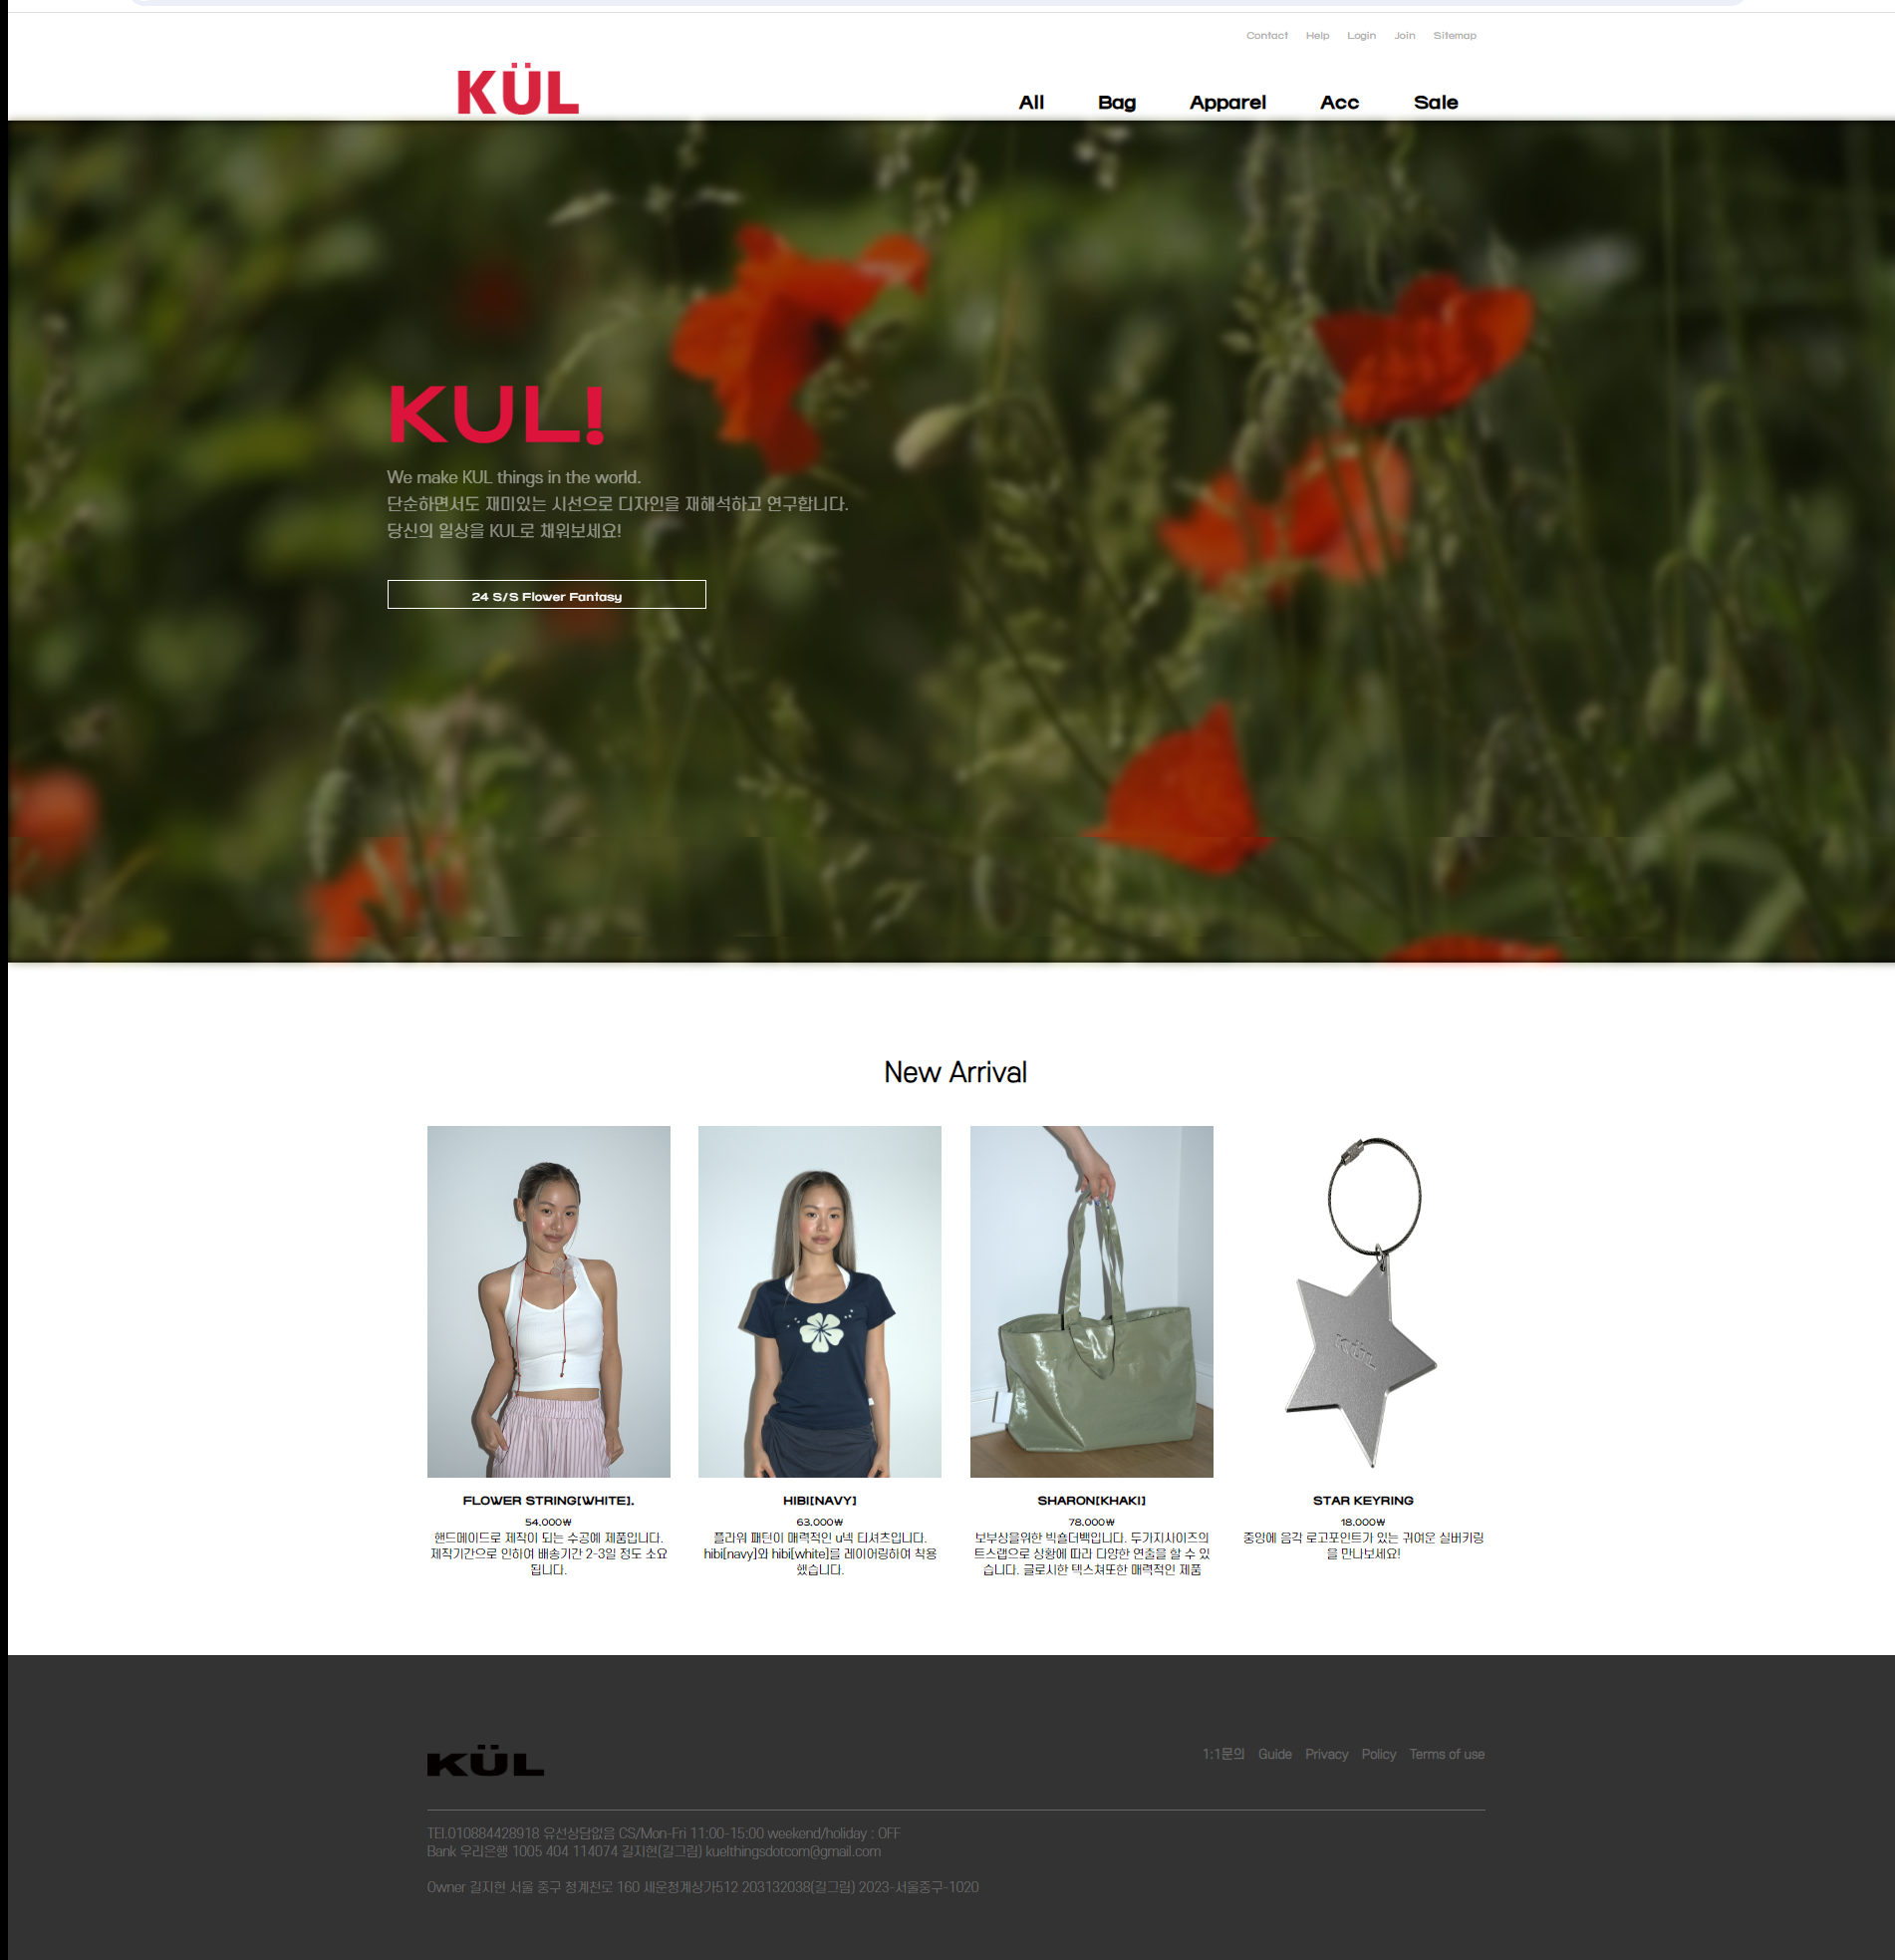 Contact Help Login Join Sitemap
KÜL
All Bag Apparel Acc Sale
KUL!
We make KUL things in the world.
단순하면서도 재미있는 시선으로 디자인을 재해석하고 연구합니다.
당신의 일상을 KUL로 채워보세요!
24 S/S Flower Fantasy
New Arrival
KÜL
FLOWER STRING[WHITE].
54.000₩
핸드메이드로 제작이 되는 수공예 제품입니다.
제작기간으로 인하여 배송기간 2-3일 정도 소요
됩니다.
HIBI[NAVY]
63.000₩
플라워 패턴이 매력적인 u넥 티셔츠입니다.
hibi[navy]와 hibi[white]를 레이어링하여 착용
했습니다.
SHARON[KHAKI]
78.000₩
보부상을위한 빅숄더백입니다. 두가지사이즈의
트스랩으로 상황에 따라 다양한 연출을 할 수 있
습니다. 글로시한 텍스쳐또한 매력적인 제품
STAR KEYRING
18.000₩
중앙에 음각 로고포인트가 있는 귀여운 실버키링
을 만나보세요!
KÜL
1:1문의 Guide Privacy Policy Terms of use
TEl.010884428918 유선상담없음 CS/Mon-Fri 11:00-15:00 weekend/holiday : OFF
Bank 우리은행 1005 404 114074 길지현(길그림) kuelthingsdotcom@gmail.com
Owner 길지현 서울 중구 청계천로 160 세운청계상가512 203132038(길그림) 2023-서울중구-1020